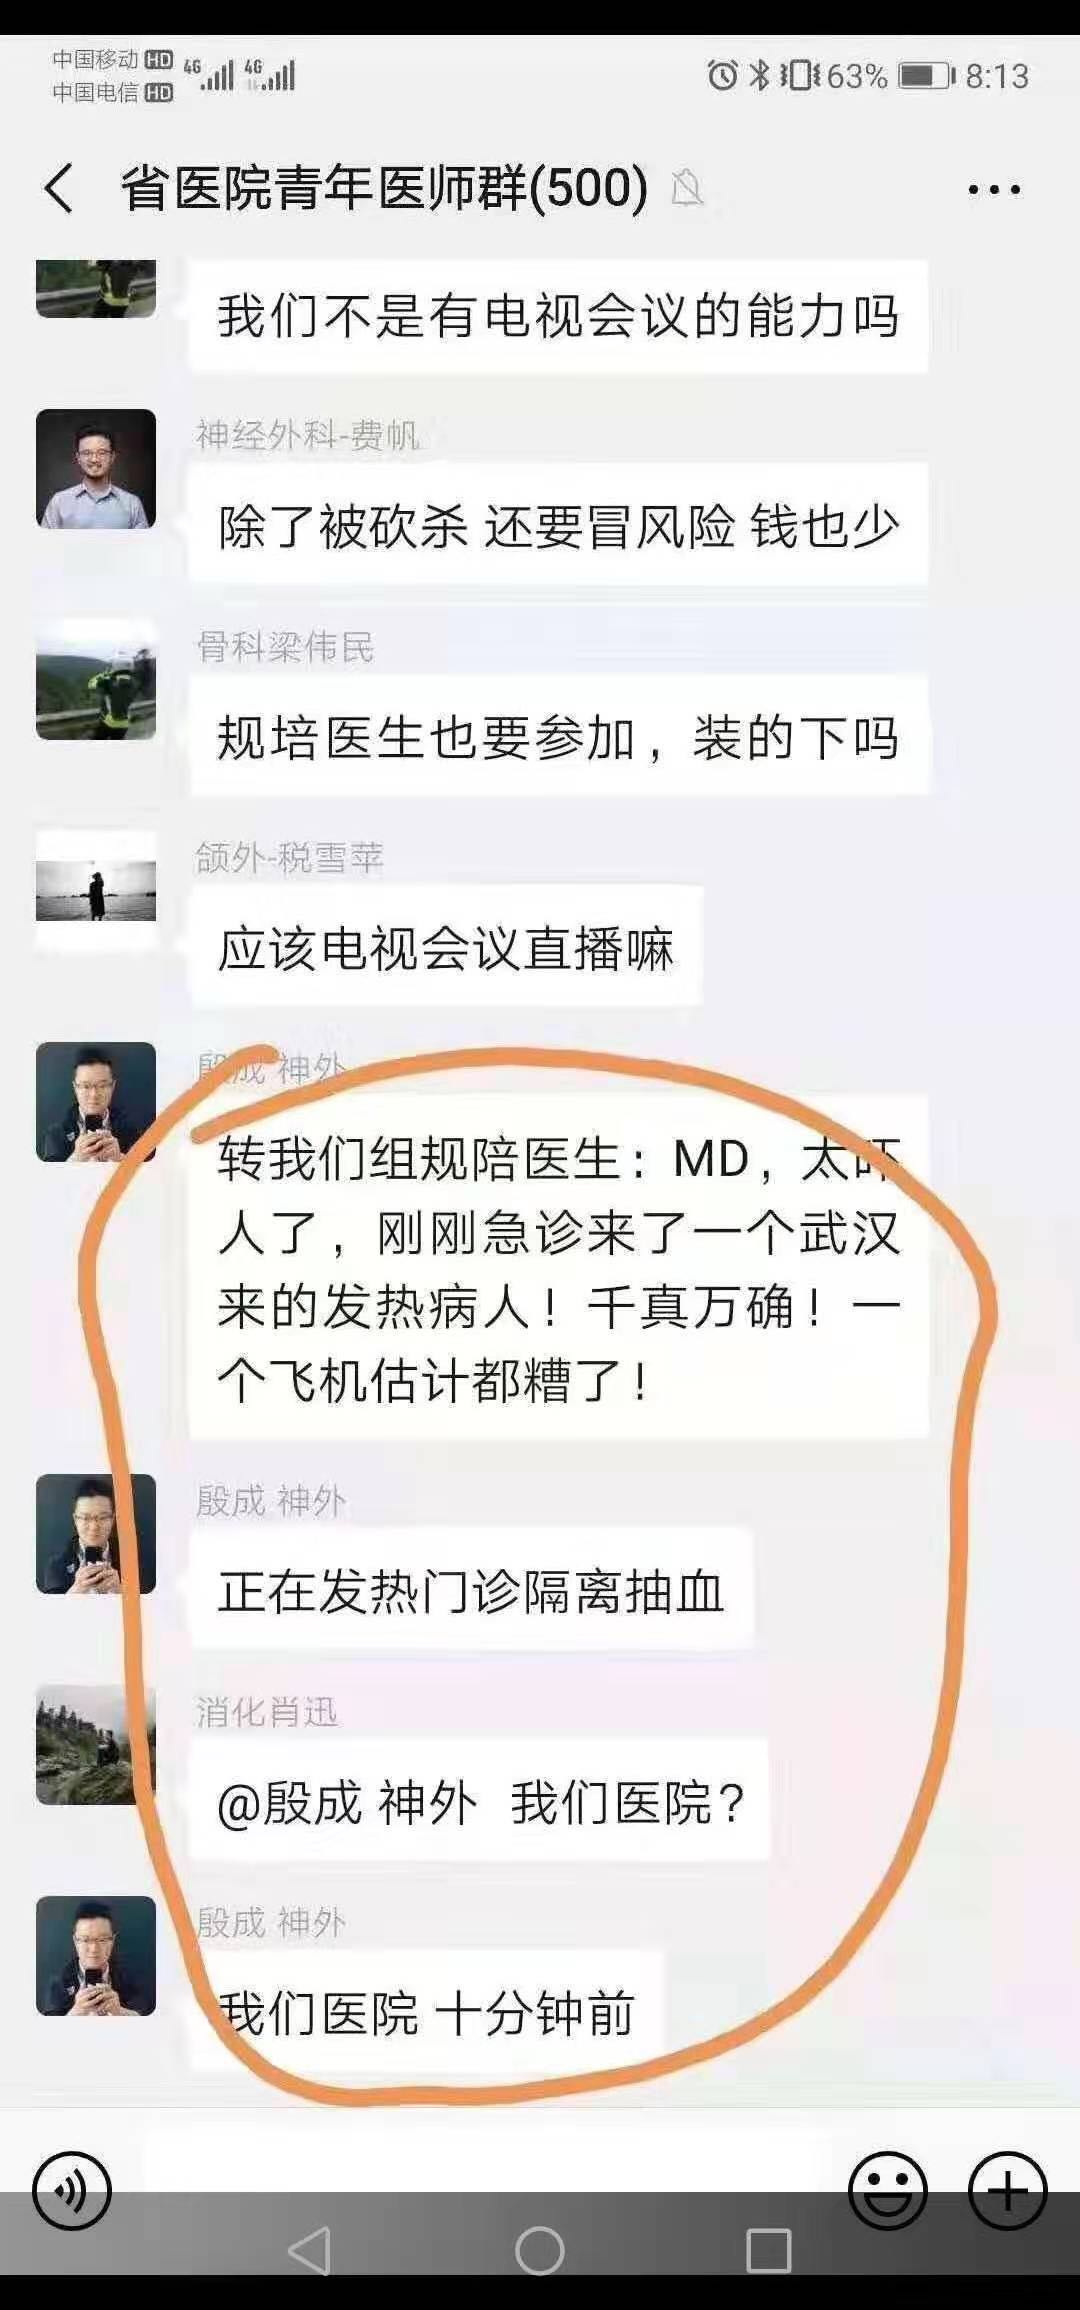 中国移动 HD 4G 4G 63% 8:13
中国电信 HD
省医院青年医师群(500)
我们不是有电视会议的能力吗
神经外科-费帆
除了被砍杀 还要冒风险 钱也少
骨科梁伟民
规培医生也要参加，装的下吗
颌外-税雪苹
应该电视会议直播嘛
殷成 神外
转我们组规陪医生：MD，太吓
人了，刚刚急诊来了一个武汉
来的发热病人！千真万确！一
个飞机估计都糟了！
殷成 神外
正在发热门诊隔离抽血
消化肖迅
@殷成 神外 我们医院？
殷成 神外
我们医院 十分钟前